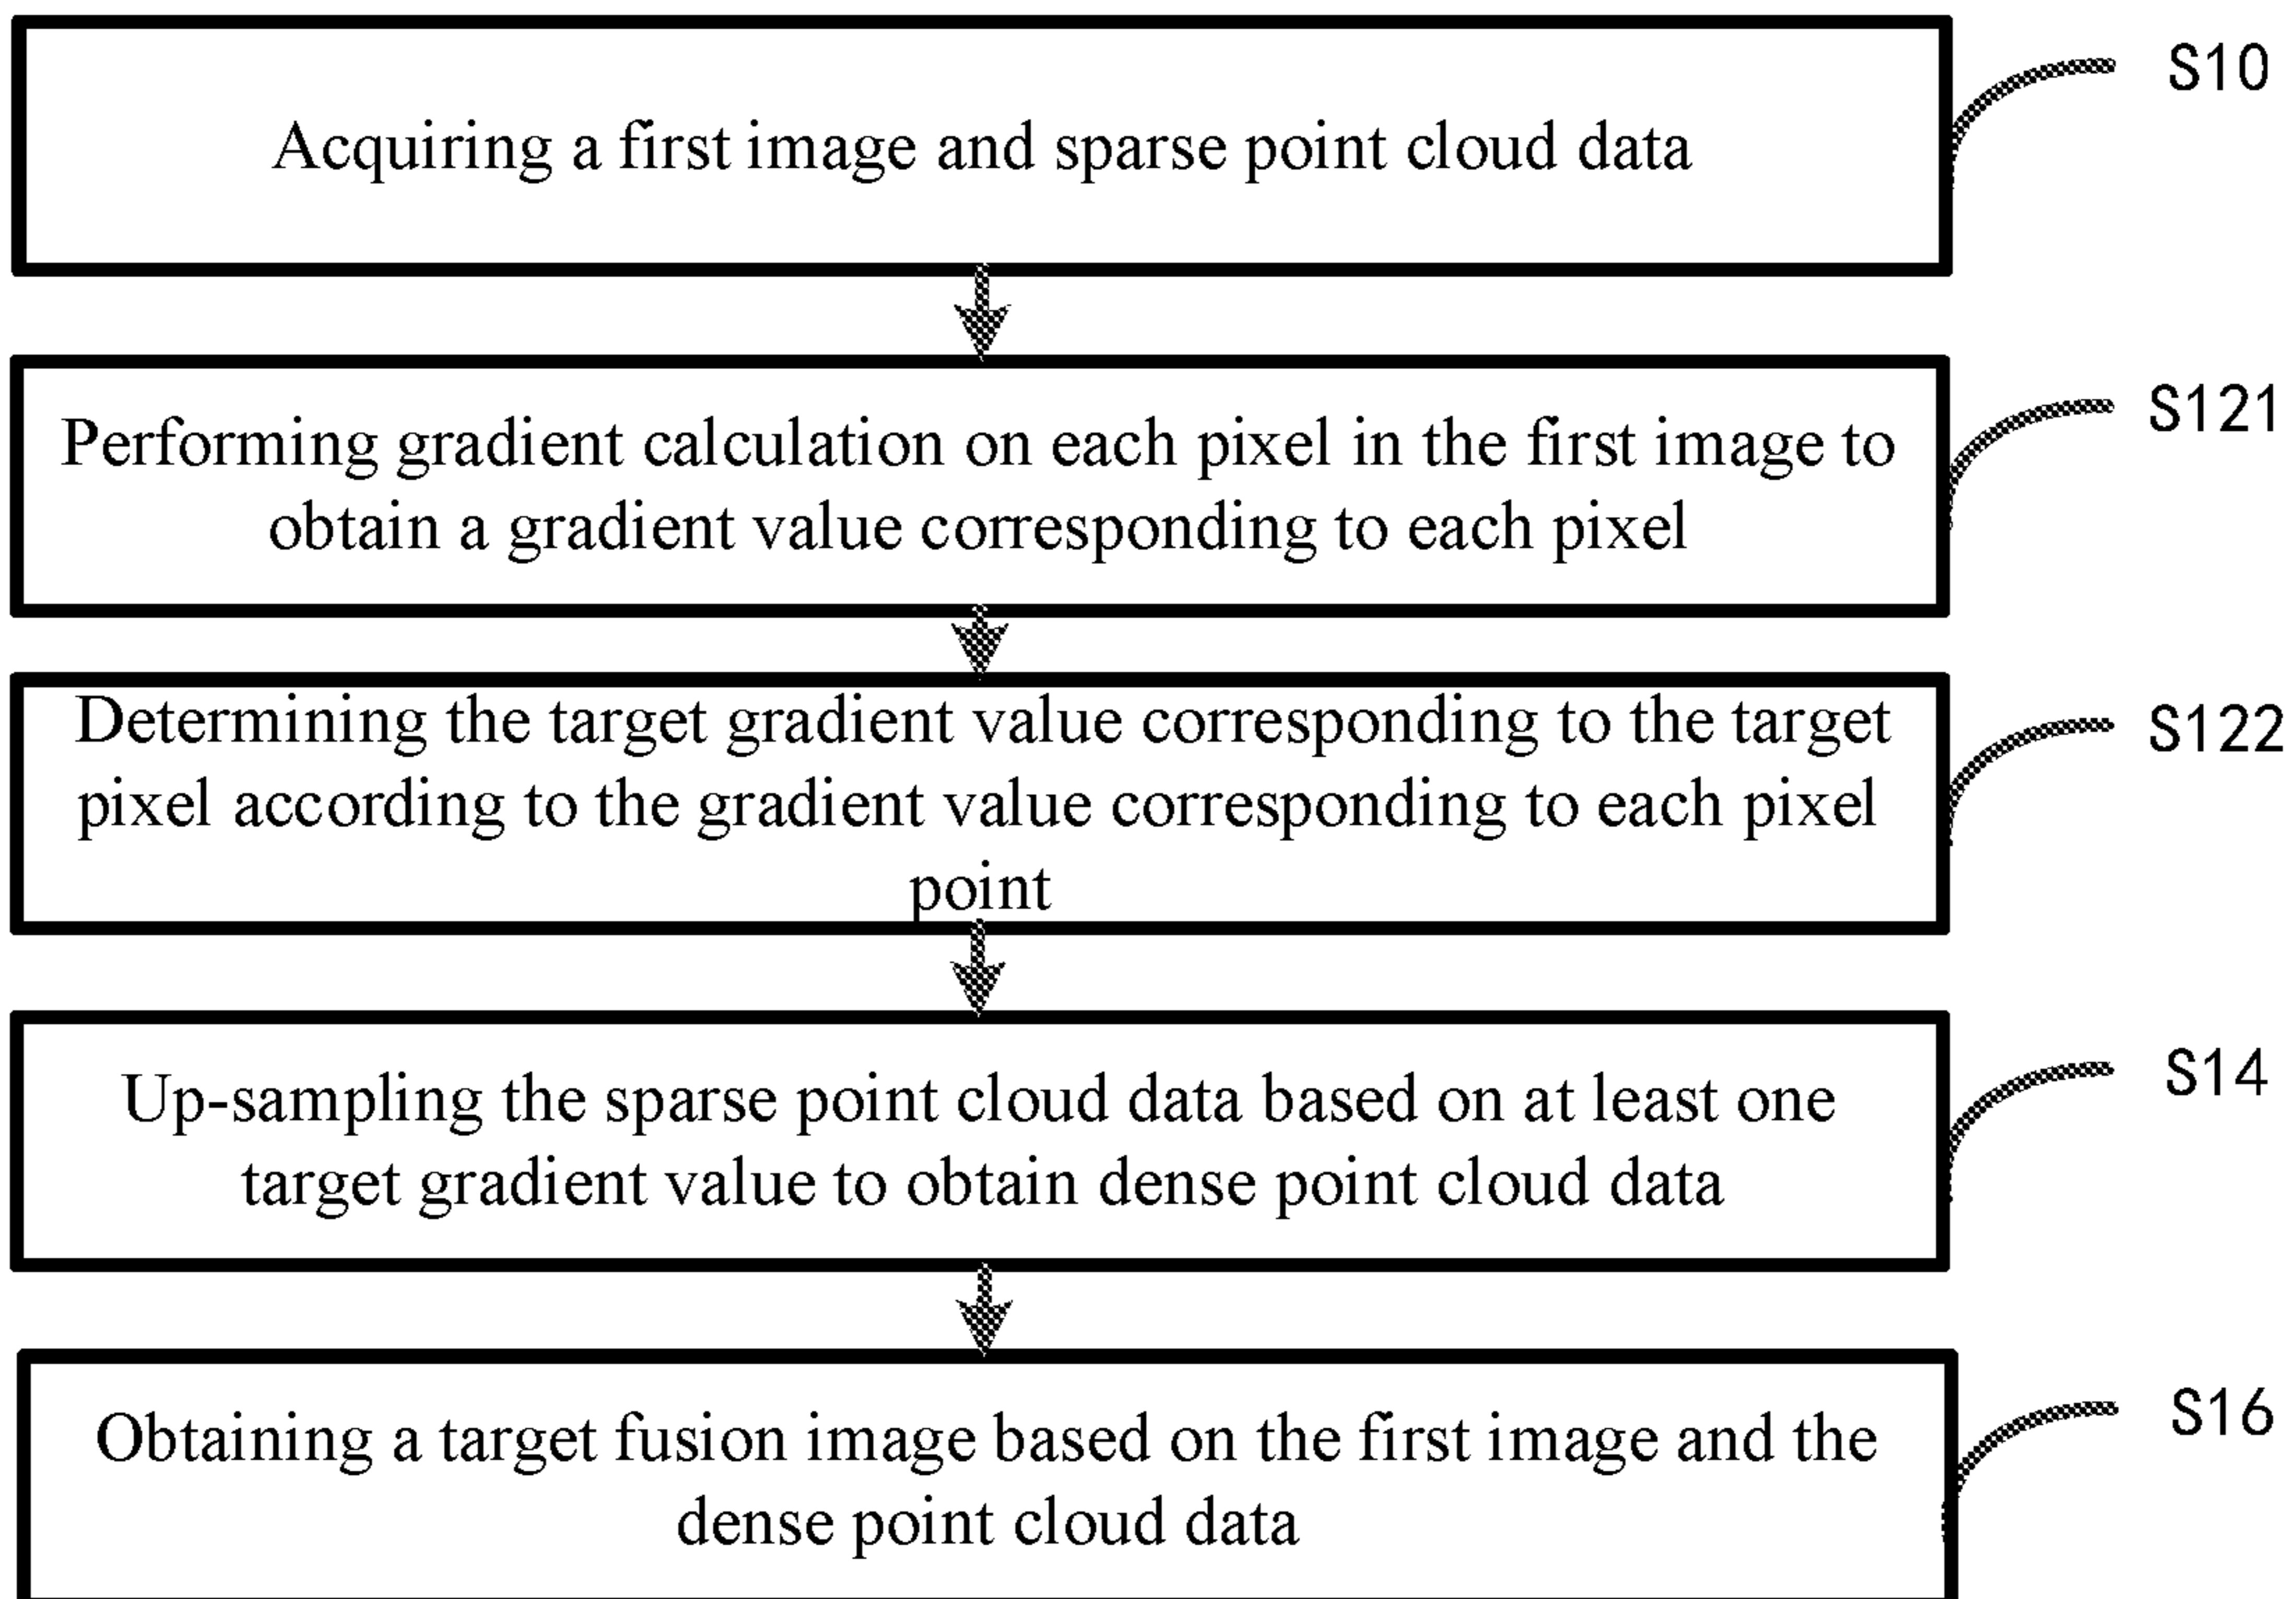 Acquiring a first image and sparse point cloud data
S10
Performing gradient calculation on each pixel in the first image to
obtain a gradient value corresponding to each pixel
S121
Determining the target gradient value corresponding to the target
pixel according to the gradient value corresponding to each pixel
point
S122
Up-sampling the sparse point cloud data based on at least one
target gradient value to obtain dense point cloud data
S14
Obtaining a target fusion image based on the first image and the
dense point cloud data
S16